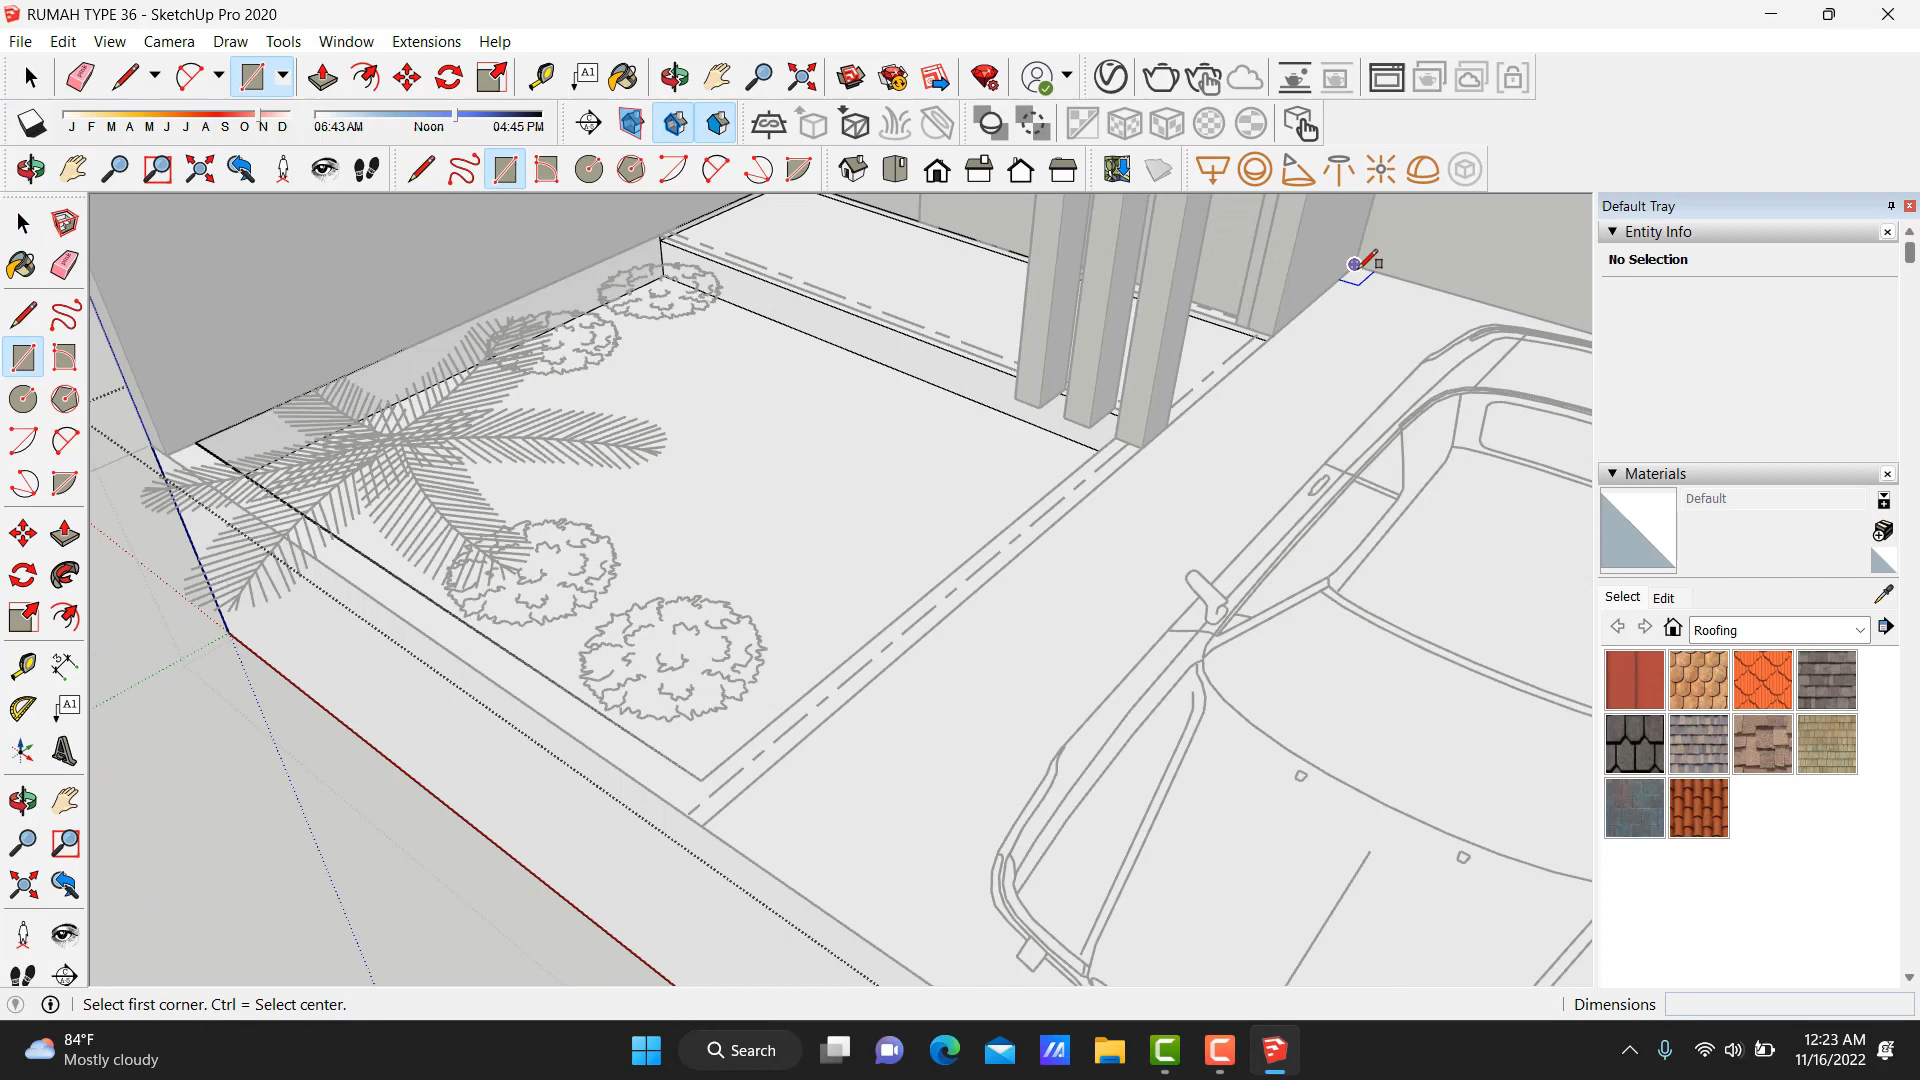 RUMAH TYPE 36 - SketchUp Pro 2020
File Edit View Camera Draw Tools Window Extensions Help
A1
J F M A M J J A S O N D 06:43 AM Noon 04:45 PM
Default Tray
Entity Info
No Selection
Materials
Default
Select Edit
Roofing
A1
Select first corner. Ctrl = Select center.
Dimensions
84°F
Mostly cloudy
Search
12:23 AM
11/16/2022